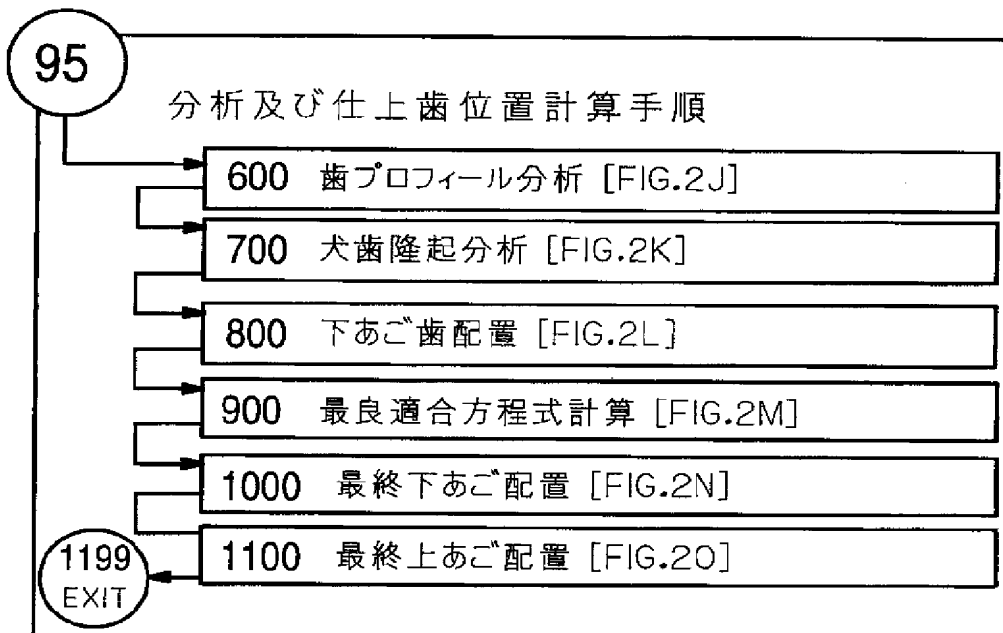 95
分析及び仕上歯位置計算手順
600 歯プロフィール分析 [FIG.2J]
700 犬歯隆起分析 [FIG.2K]
800 下あご歯配置 [FIG.2L]
900 最良適合方程式計算 [FIG.2M]
1000 最終下あご配置 [FIG.2N]
1100 最終上あご配置 [FIG.2O]
1199
EXIT